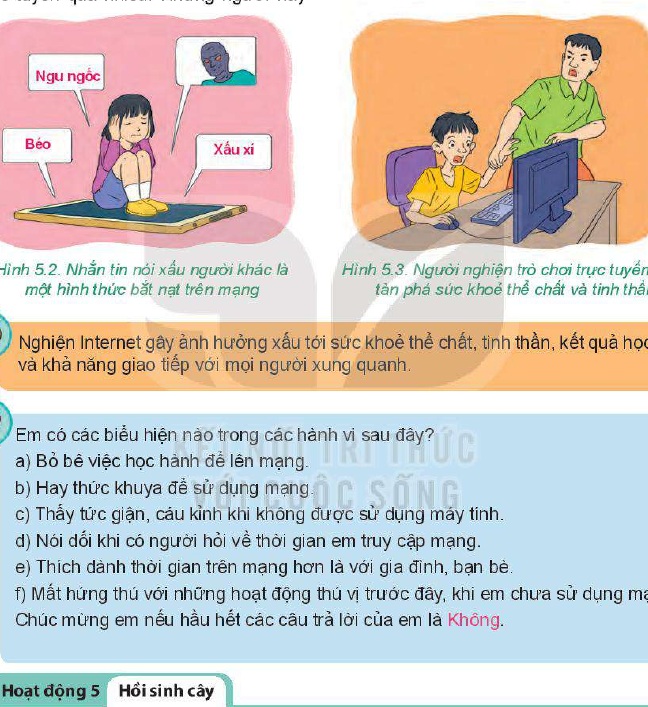 Ngu ngốc
Béo
Xấu xí
Hình 5.2. Nhắn tin nói xấu người khác là
một hình thức bắt nạt trên mạng
Hình 5.3. Người nghiện trò chơi trực tuyến
tàn phá sức khoẻ thể chất và tinh
Nghiện Internet gây ảnh hưởng xấu tới sức khoẻ thể chất, tinh thần, kết quả
và khả năng giao tiếp với mọi người xung quanh.
KẾT NỐI TRI THỨC
VỚI CUỘC SỐNG
Em có các biểu hiện nào trong các hành vi sau đây?
a) Bỏ bê việc học hành để lên mạng.
b) Hay thức khuya để sử dụng mạng.
c) Thấy tức giận, cáu kỉnh khi không được sử dụng máy tính.
d) Nói dối khi có người hỏi về thời gian em truy cập mạng.
e) Thích dành thời gian trên mạng hơn là với gia đình, bạn bè.
f) Mất hứng thú với những hoạt động thú vị trước đây, khi em chưa sử dụng
Chúc mừng em nếu hầu hết các câu trả lời của em là Không.
Hoạt động 5 Hồi sinh cây